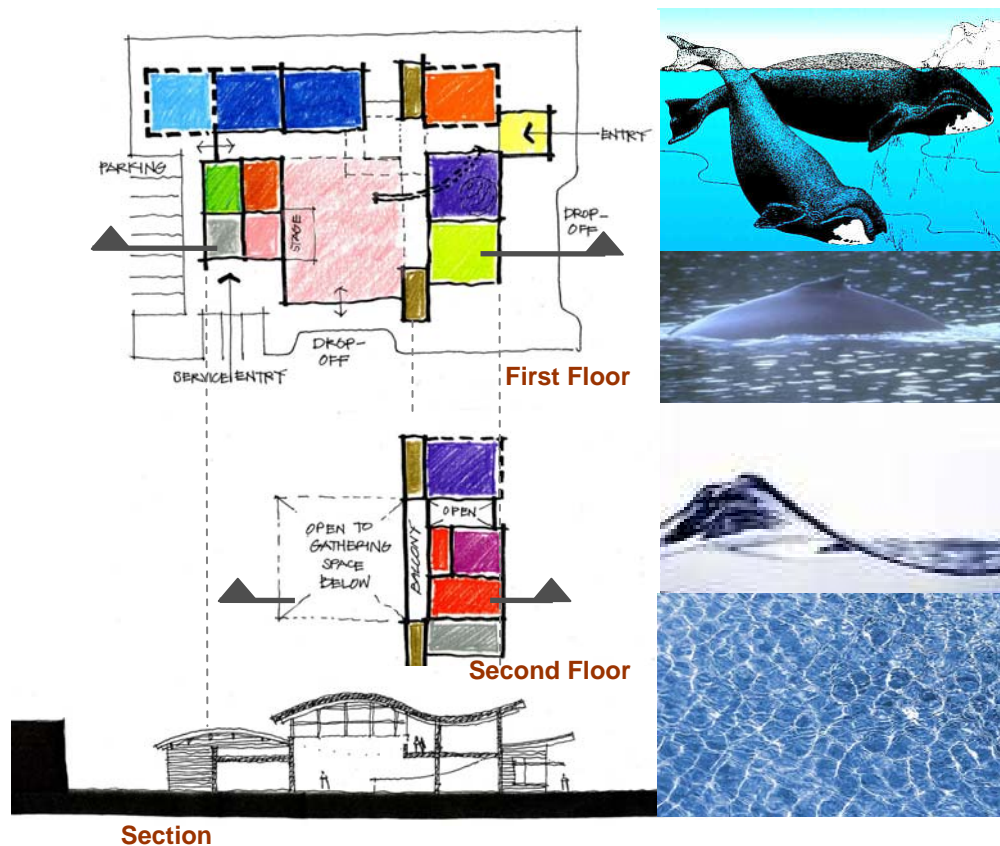 ENTRY
PARKING
STAGE
DROP-
OFF
DROP-
OFF
SERVICE ENTRY
First Floor
OPEN
OPEN TO
GATHERING
SPACE
BELOW
BALCONY
Second Floor
Section